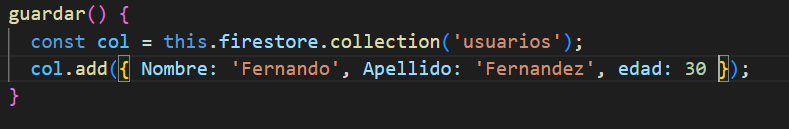 guardar() {
const col = this.firestore.collection('usuarios');
col.add({ Nombre: 'Fernando', Apellido: 'Fernandez', edad: 30 });
}